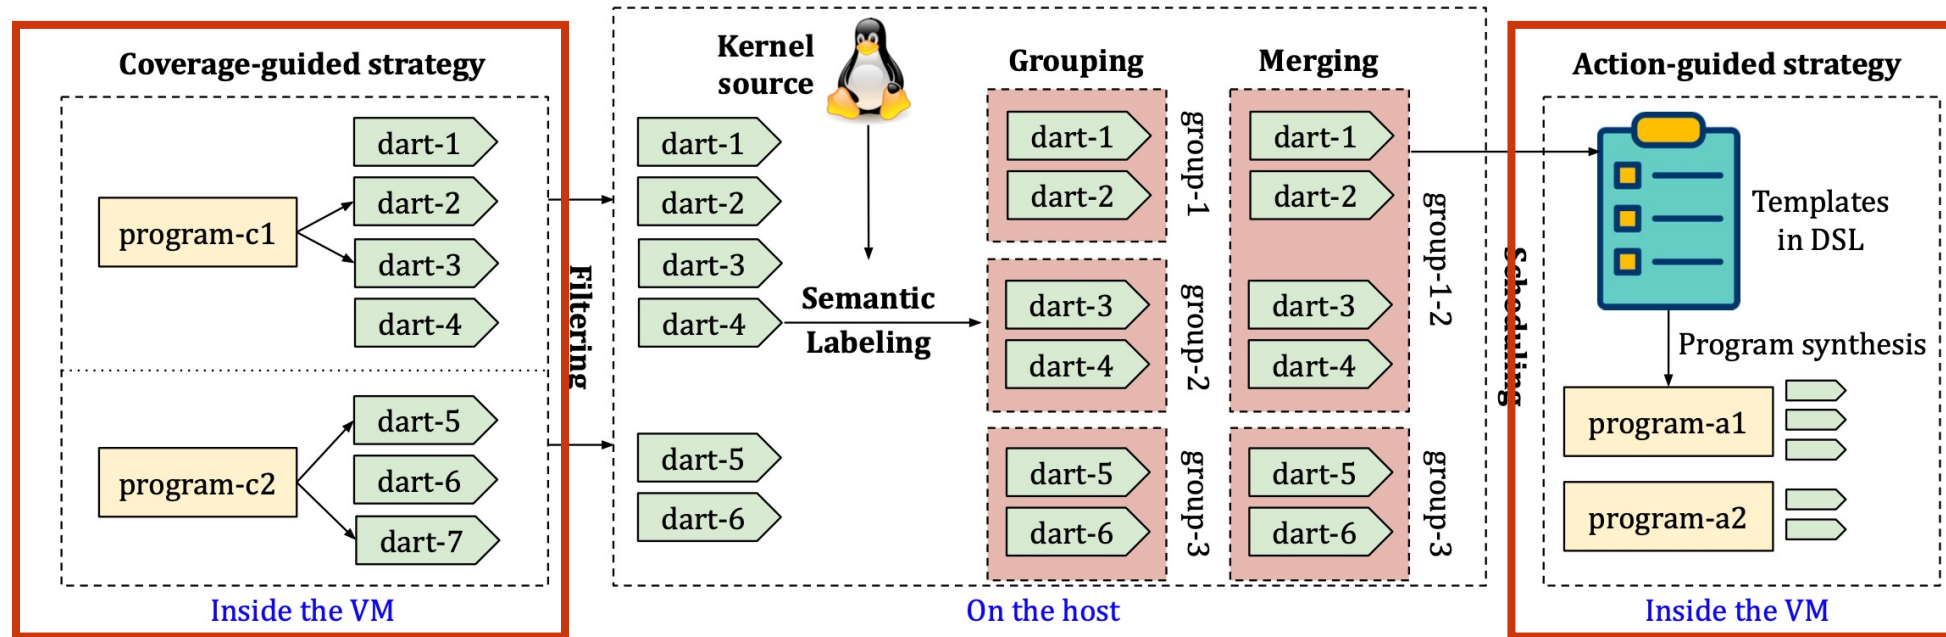 Coverage-guided strategy
program-c1
dart-1
dart-2
dart-3
dart-4
program-c2
dart-5
dart-6
dart-7
Inside the VM
Filtering
Kernel
source
dart-1
dart-2
dart-3
dart-4
dart-5
dart-6
Semantic
Labeling
Grouping
dart-1
dart-2
group-1
dart-3
dart-4
group-2
dart-5
dart-6
group-3
Merging
dart-1
dart-2
dart-3
dart-4
group-1-2
dart-5
dart-6
group-3
On the host
Scheduling
Action-guided strategy
Templates
in DSL
Program synthesis
program-a1
program-a2
Inside the VM